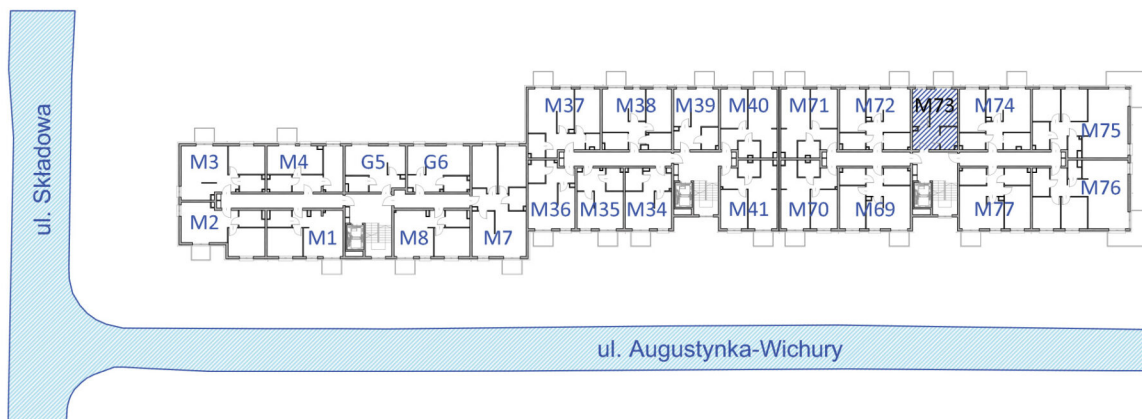 ul. Składowa
M37
M38
M39
M40
M71
M72
M73
M74
M75
M3
M4
G5
G6
M2
M1
M8
M7
M36
M35
M34
M41
M70
M69
M77
M76
ul. Augustynka-Wichury